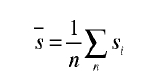 s̄ = 1/n ∑ₙ sᵢ